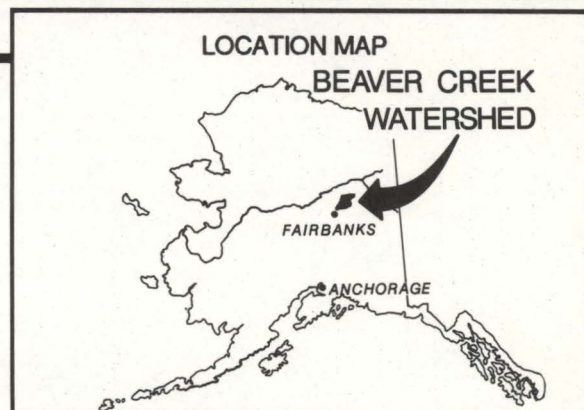 LOCATION MAP
BEAVER CREEK
WATERSHED
FAIRBANKS
ANCHORAGE